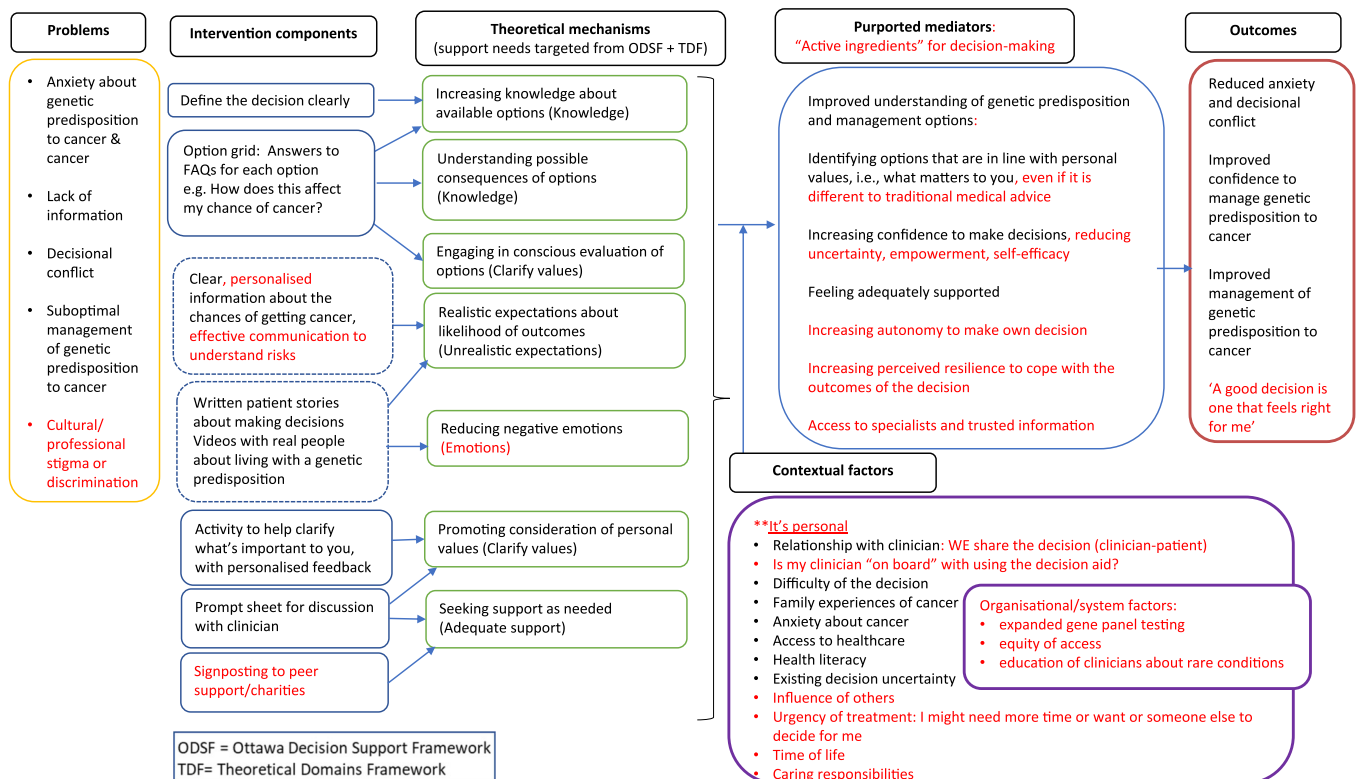 Problems
• Anxiety about
genetic
predisposition
to cancer &
cancer
• Lack of
information
• Decisional
conflict
• Suboptimal
management
of genetic
predisposition
to cancer
• Cultural/
professional
stigma or
discrimination
Intervention components
Define the decision clearly
Option grid: Answers to
FAQs for each option
e.g. How does this affect
my chance of cancer?
Clear, personalised
information about the
chances of getting cancer,
effective communication to
understand risks
Written patient stories
about making decisions
Videos with real people
about living with a genetic
predisposition
Activity to help clarify
what's important to you,
with personalised feedback
Prompt sheet for discussion
with clinician
Signposting to peer
support/charities
ODSF = Ottawa Decision Support Framework
TDF= Theoretical Domains Framework
Theoretical mechanisms
(support needs targeted from ODSF + TDF)
Increasing knowledge about
available options (Knowledge)
Understanding possible
consequences of options
(Knowledge)
Engaging in conscious evaluation of
options (Clarify values)
Realistic expectations about
likelihood of outcomes
(Unrealistic expectations)
Reducing negative emotions
(Emotions)
Promoting consideration of personal
values (Clarify values)
Seeking support as needed
(Adequate support)
Purported mediators:
“Active ingredients” for decision-making
Improved understanding of genetic predisposition
and management options:
Identifying options that are in line with personal
values, i.e., what matters to you, even if it is
different to traditional medical advice
Increasing confidence to make decisions, reducing
uncertainty, empowerment, self-efficacy
Feeling adequately supported
Increasing autonomy to make own decision
Increasing perceived resilience to cope with the
outcomes of the decision
Access to specialists and trusted information
Contextual factors
**It's personal
• Relationship with clinician: WE share the decision (clinician-patient)
• Is my clinician “on board” with using the decision aid?
• Difficulty of the decision
• Family experiences of cancer
• Anxiety about cancer
• Access to healthcare
• Health literacy
• Existing decision uncertainty
• Influence of others
• Urgency of treatment: I might need more time or want or someone else to
decide for me
• Time of life
• Caring responsibilities
Organisational/system factors:
• expanded gene panel testing
• equity of access
• education of clinicians about rare conditions
Outcomes
Reduced anxiety
and decisional
conflict
Improved
confidence to
manage genetic
predisposition to
cancer
Improved
management of
genetic
predisposition to
cancer
‘A good decision is
one that feels right
for me’